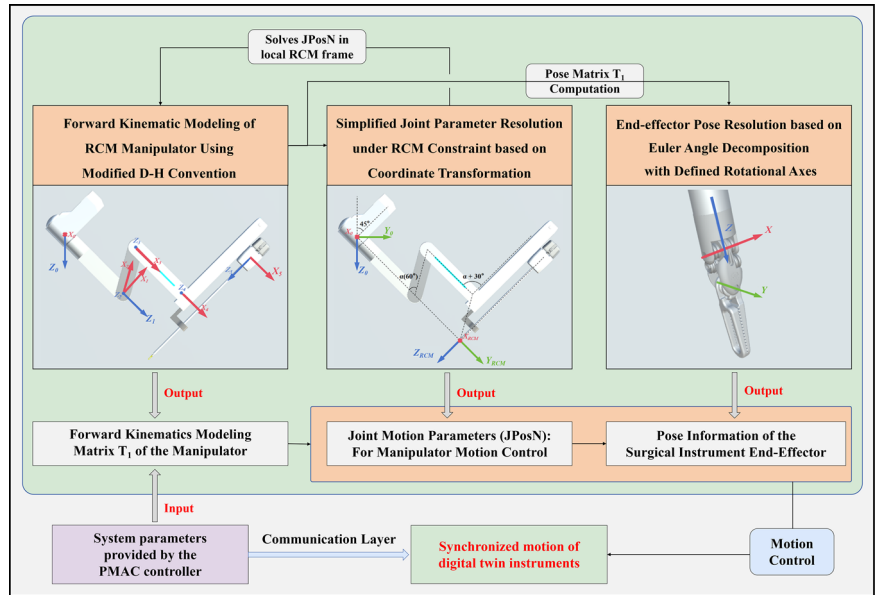 Solves JPosN in
local RCM frame
Pose Matrix T₁
Computation
Forward Kinematic Modeling of
RCM Manipulator Using
Modified D-H Convention
Simplified Joint Parameter Resolution
under RCM Constraint based on
Coordinate Transformation
End-effector Pose Resolution based on
Euler Angle Decomposition
with Defined Rotational Axes
Z₀
Z₁
X₅
45°
Y₀
Z₀
α(60°)
α + 30°
Z_RCM
Y_RCM
Z
X
Y
Output
Output
Output
Forward Kinematics Modeling
Matrix T₁ of the Manipulator
Joint Motion Parameters (JPosN):
For Manipulator Motion Control
Pose Information of the
Surgical Instrument End-Effector
Input
System parameters
provided by the
PMAC controller
Communication Layer
Synchronized motion of
digital twin instruments
Motion
Control